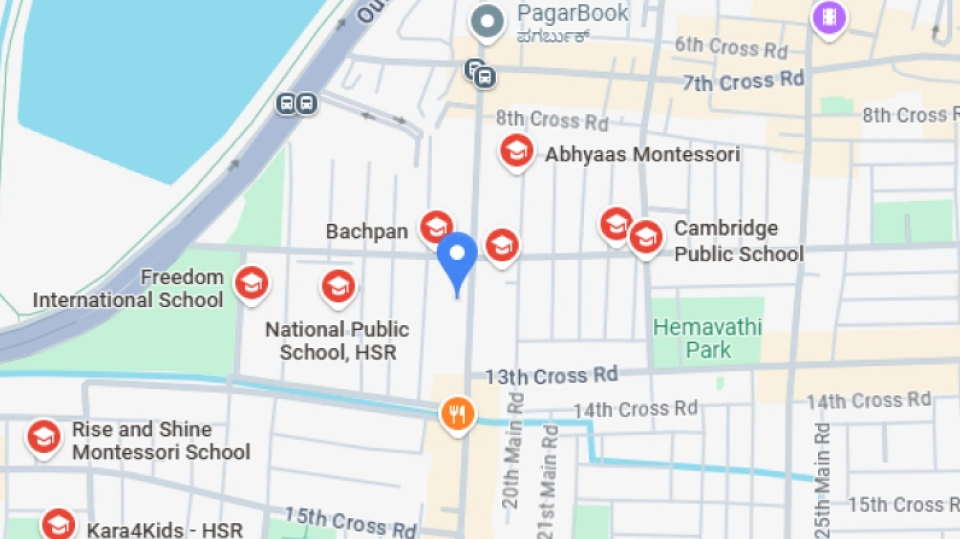 Ou
PagarBook
ಪಗರ್‌ಬುಕ್
6th Cross Rd
7th Cross Rd
8th Cross Rd
8th Cross R
Abhyaas Montessori
Bachpan
Cambridge
Public School
Freedom
International School
National Public
School, HSR
Hemavathi
Park
13th Cross Rd
14th Cross Rd
14th Cross Rd
20th Main Rd
21st Main Rd
25th Main Rd
Rise and Shine
Montessori School
15th Cross Rd
15th Cross Rd
Kara4Kids - HSR